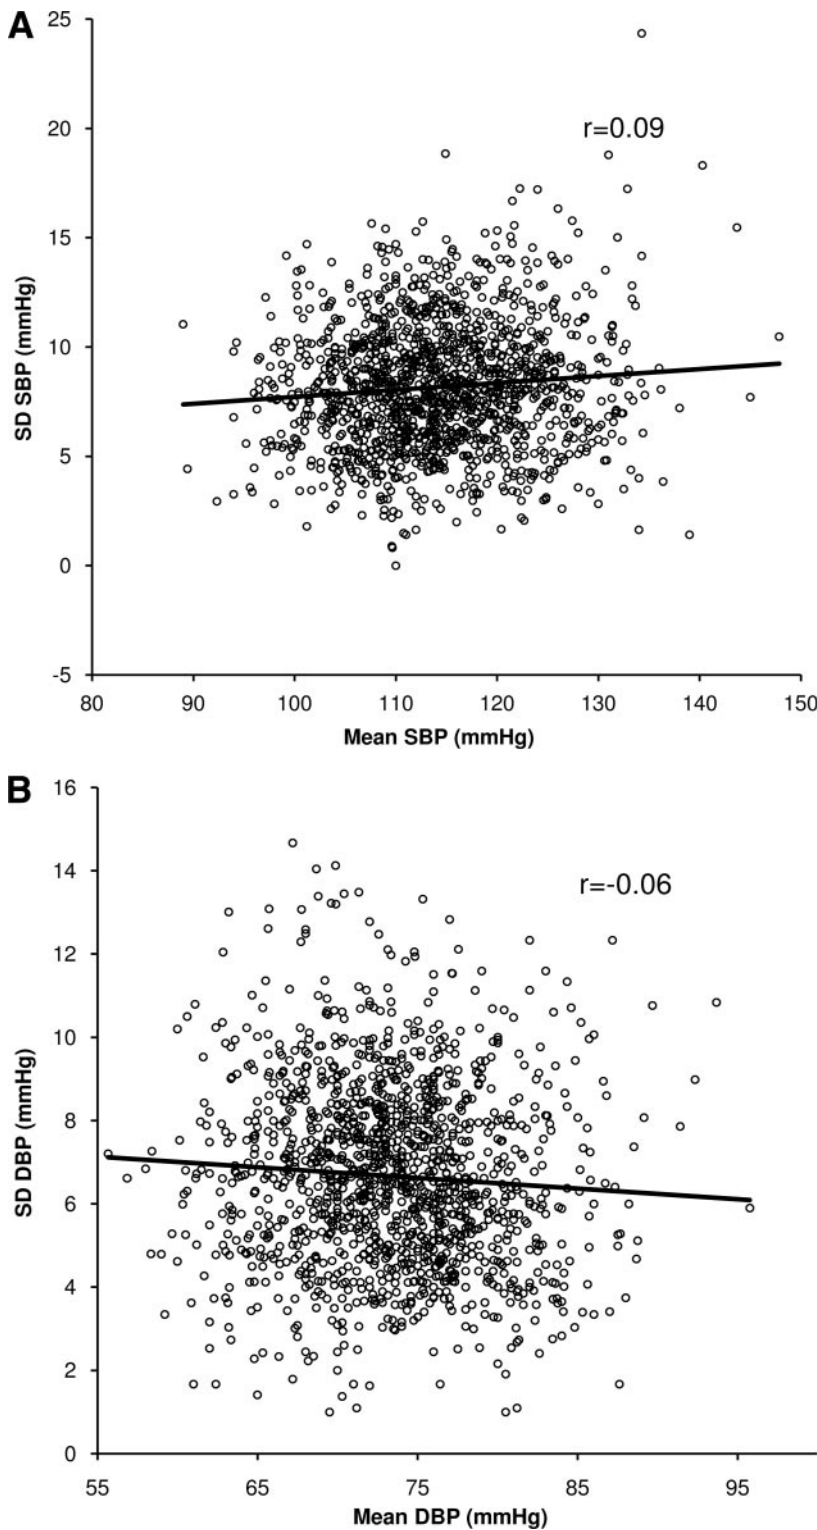 A
25
r=0.09
20
15
SD SBP (mmHg)
10
5
0
-5
80 90 100 110 120 130 140 150
Mean SBP (mmHg)
B
16
r=-0.06
14
12
10
SD DBP (mmHg)
8
6
4
2
0
55 65 75 85 95
Mean DBP (mmHg)